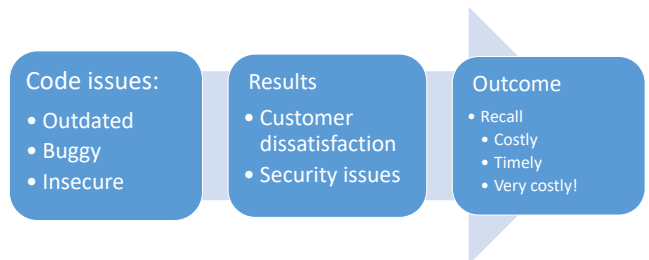 Code issues:
• Outdated
• Buggy
• Insecure
Results
• Customer
dissatisfaction
• Security issues
Outcome
• Recall
• Costly
• Timely
• Very costly!